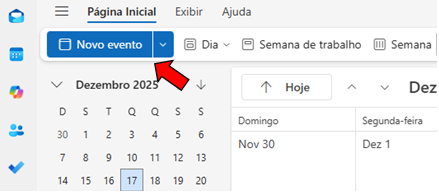 Página Inicial Exibir Ajuda
Novo evento Dia Semana de trabalho Semana
Dezembro 2025 Hoje Dez
D S T Q Q S S Domingo Segunda-feira
30 1 2 3 4 5 6 Nov 30 Dez 1
7 8 9 10 11 12 13
14 15 16 17 18 19 20